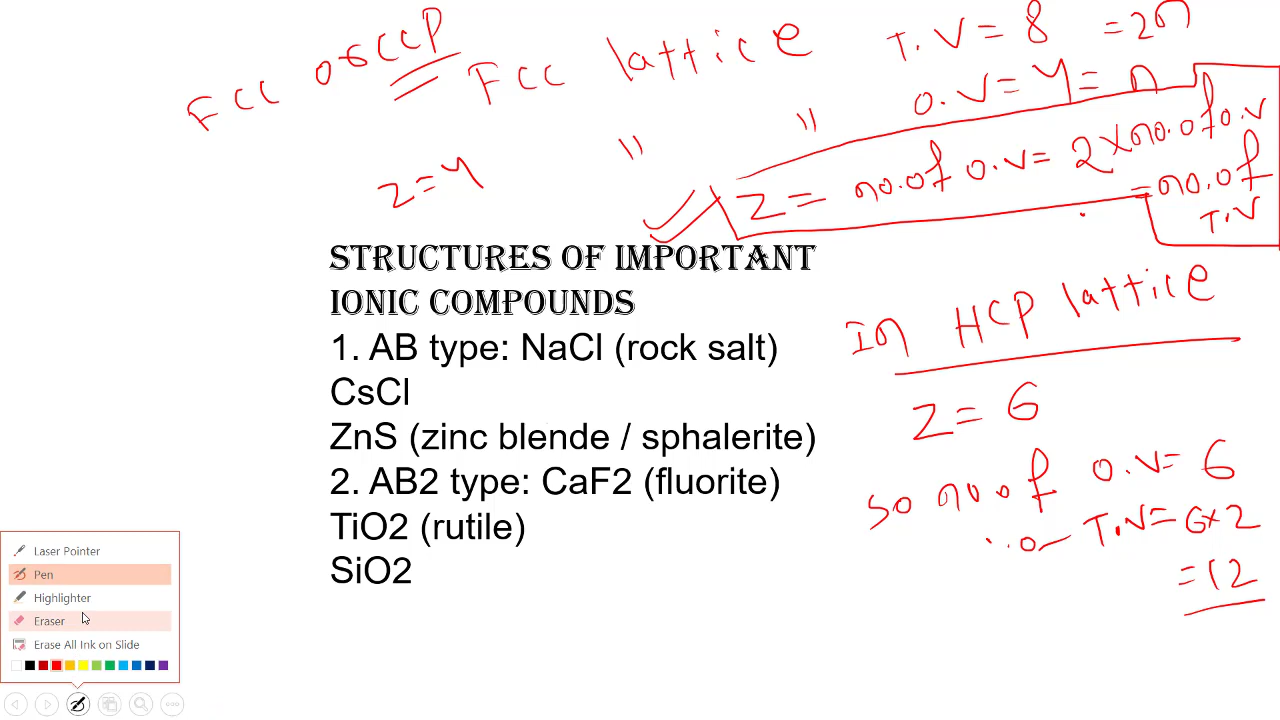 FCC or CCP
FCC lattice
T.V = 8 = 2n
" " O.V = 4 = n
Z = 4
Z = no. of O.V = 2 x no. of O.V
= no. of T.V
STRUCTURES OF IMPORTANT
IONIC COMPOUNDS
1. AB type: NaCl (rock salt)
CsCl
ZnS (zinc blende / sphalerite)
2. AB2 type: CaF2 (fluorite)
TiO2 (rutile)
SiO2
In HCP lattice
Z = 6
so no. of O.V = 6
T.V = 6x2
= 12
Laser Pointer
Pen
Highlighter
Eraser
Erase All Ink on Slide